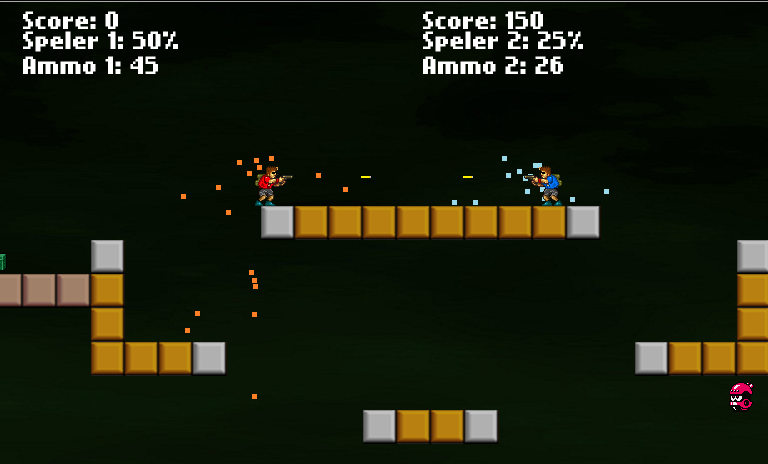 Score: 0
Speler 1: 50%
Ammo 1: 45
Score: 150
Speler 2: 25%
Ammo 2: 26